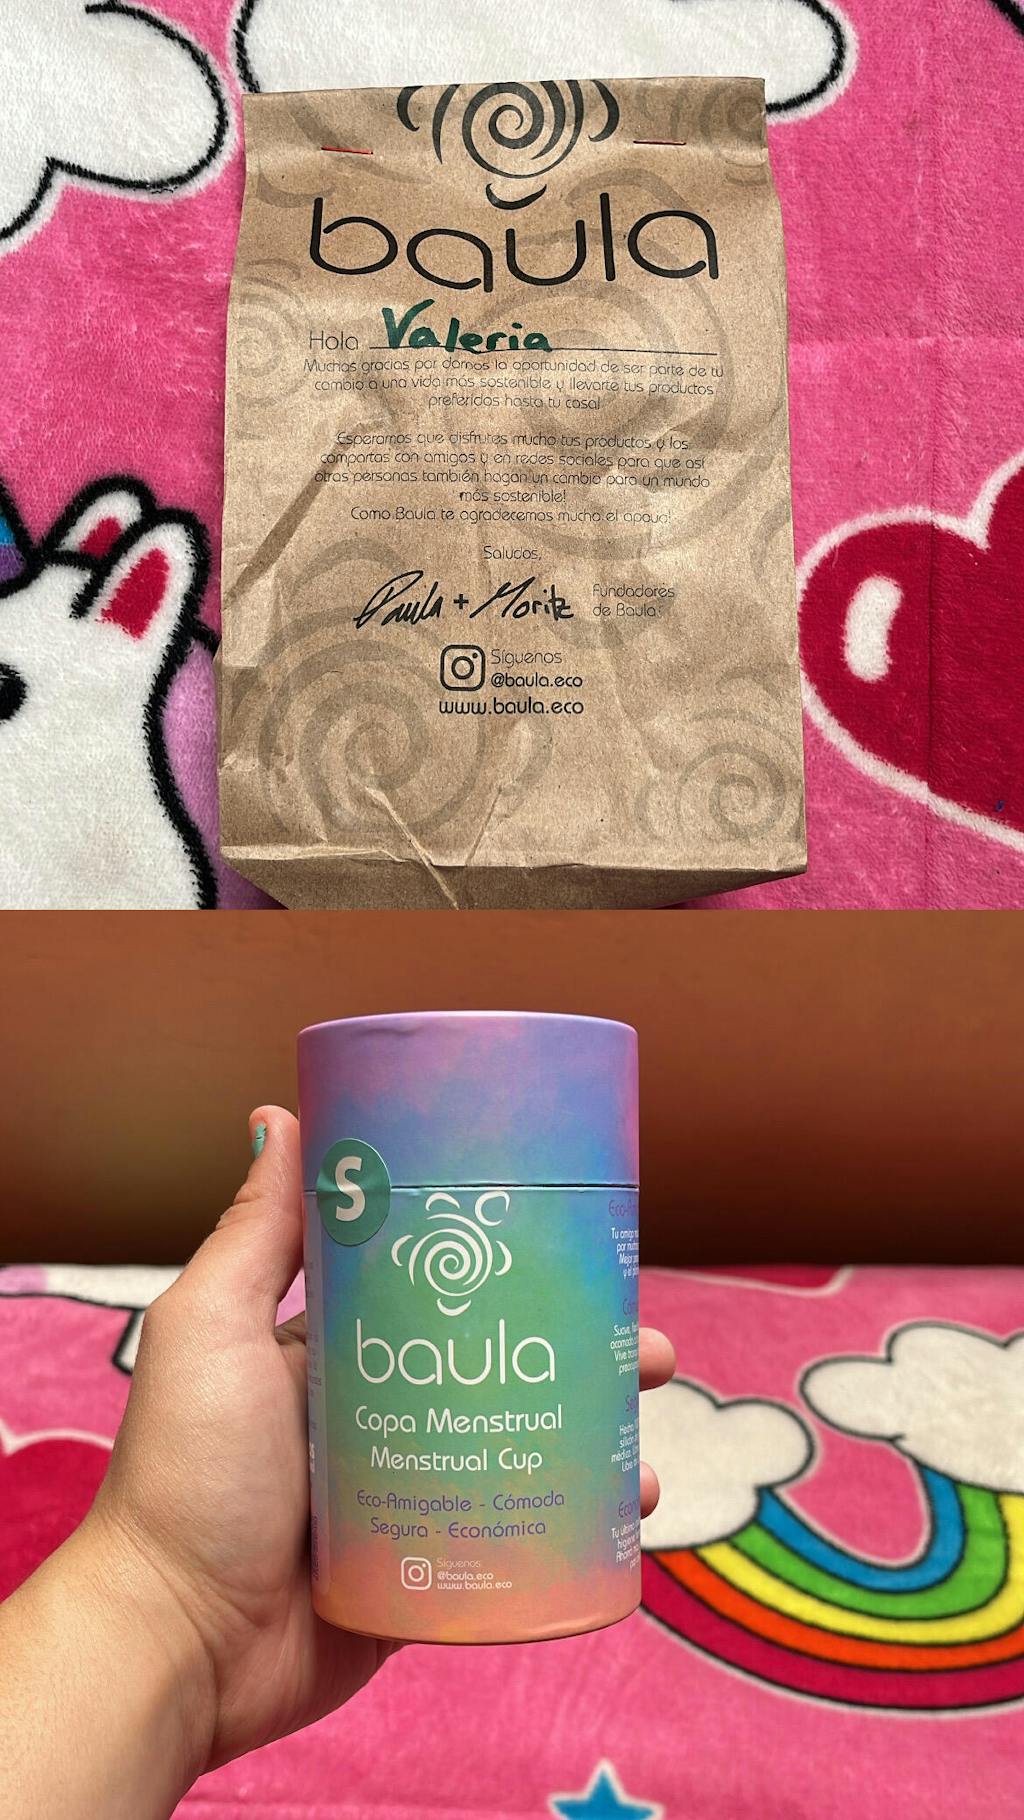 baula
Hola Valeria
Muchas gracias por darnos la oportunidad de ser parte de tu
cambio a una vida más sostenible y llevarte tus productos
preferidos hasta tu casa!
Esperamos que disfrutes mucho tus productos y los
compartas con amigos y en redes sociales para que así
otras personas también hagan un cambio para un mundo
más sostenible!
Como Baula te agradecemos mucho el apoyo!
Saludos,
Paula + Moritz
Fundadores
de Baula
Síguenos
@baula.eco
www.baula.eco
S
baula
Copa Menstrual
Menstrual Cup
Eco-Amigable - Cómoda
Segura - Económica
Síguenos
@baula.eco
www.baula.eco
Tu amiga